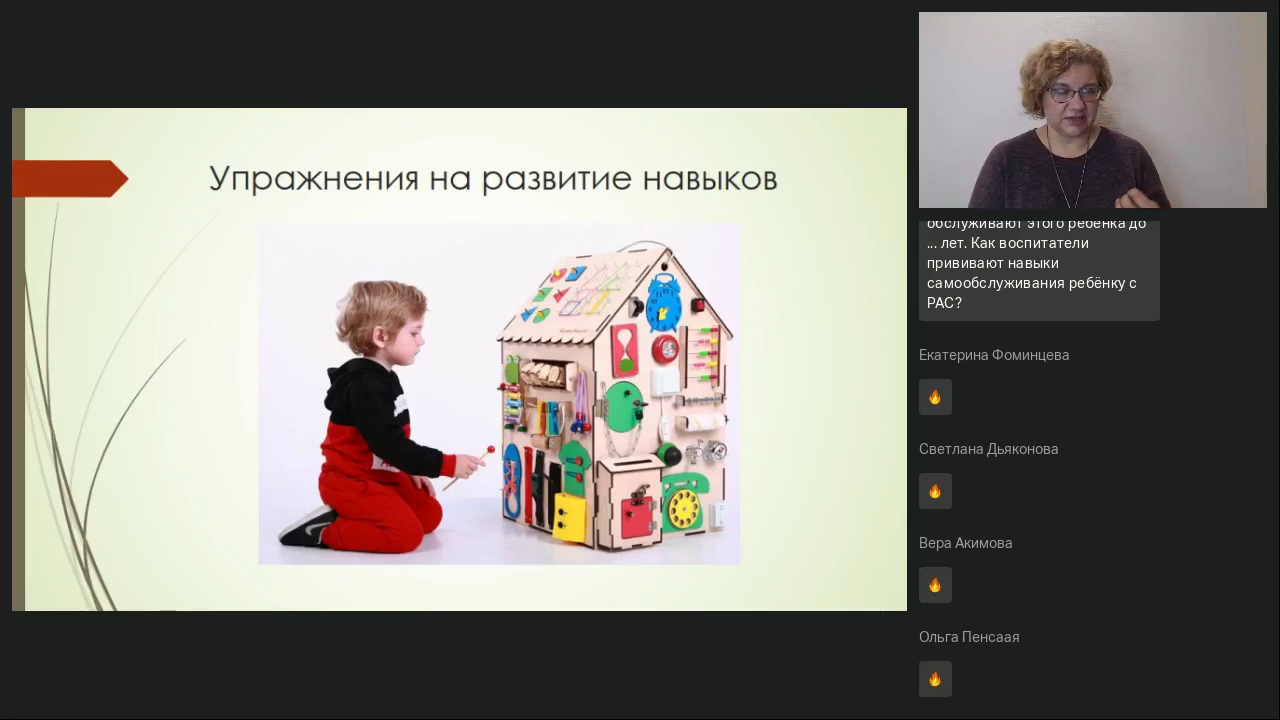 Упражнения на развитие навыков
обслуживают этого ребёнка до
... лет. Как воспитатели
прививают навыки
самообслуживания ребёнку с
РАС?
Екатерина Фоминцева
Светлана Дьяконова
Вера Акимова
Ольга Пенсаая